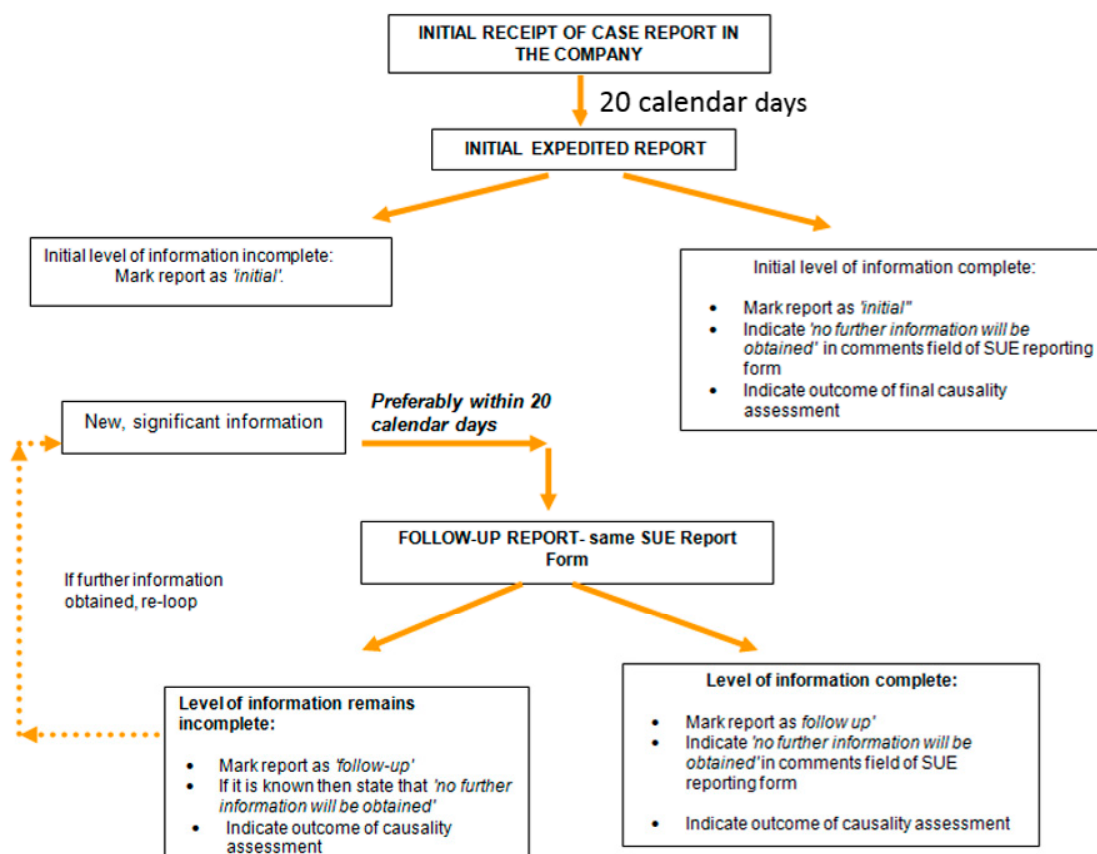 INITIAL RECEIPT OF CASE REPORT IN
THE COMPANY
20 calendar days
INITIAL EXPEDITED REPORT
Initial level of information incomplete:
Mark report as 'initial'.
Initial level of information complete:
• Mark report as 'initial"
• Indicate 'no further information will be
obtained' in comments field of SUE reporting
form
• Indicate outcome of final causality
assessment
New, significant information
Preferably within 20
calendar days
FOLLOW-UP REPORT- same SUE Report
Form
If further information
obtained, re-loop
Level of information remains
incomplete:
• Mark report as 'follow-up'
• If it is known then state that 'no further
information will be obtained'
• Indicate outcome of causality
assessment
Level of information complete:
• Mark report as follow up'
• Indicate 'no further information will be
obtained' in comments field of SUE
reporting form
• Indicate outcome of causality assessment